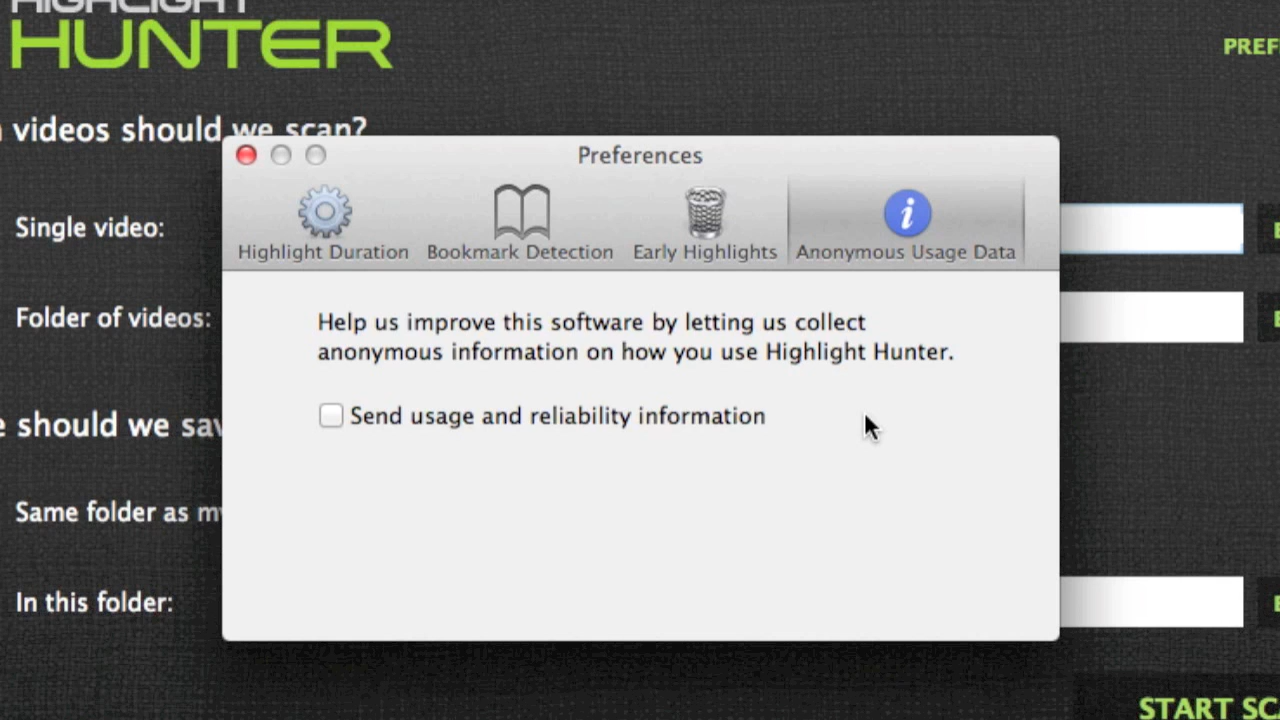 HIGHLIGHT
HUNTER
PREF
videos should we scan?
Preferences
Highlight Duration
Bookmark Detection
Early Highlights
Anonymous Usage Data
Single video:
Help us improve this software by letting us collect
anonymous information on how you use Highlight Hunter.
Folder of videos:
Send usage and reliability information
should we sav
Same folder as m
In this folder:
START SC